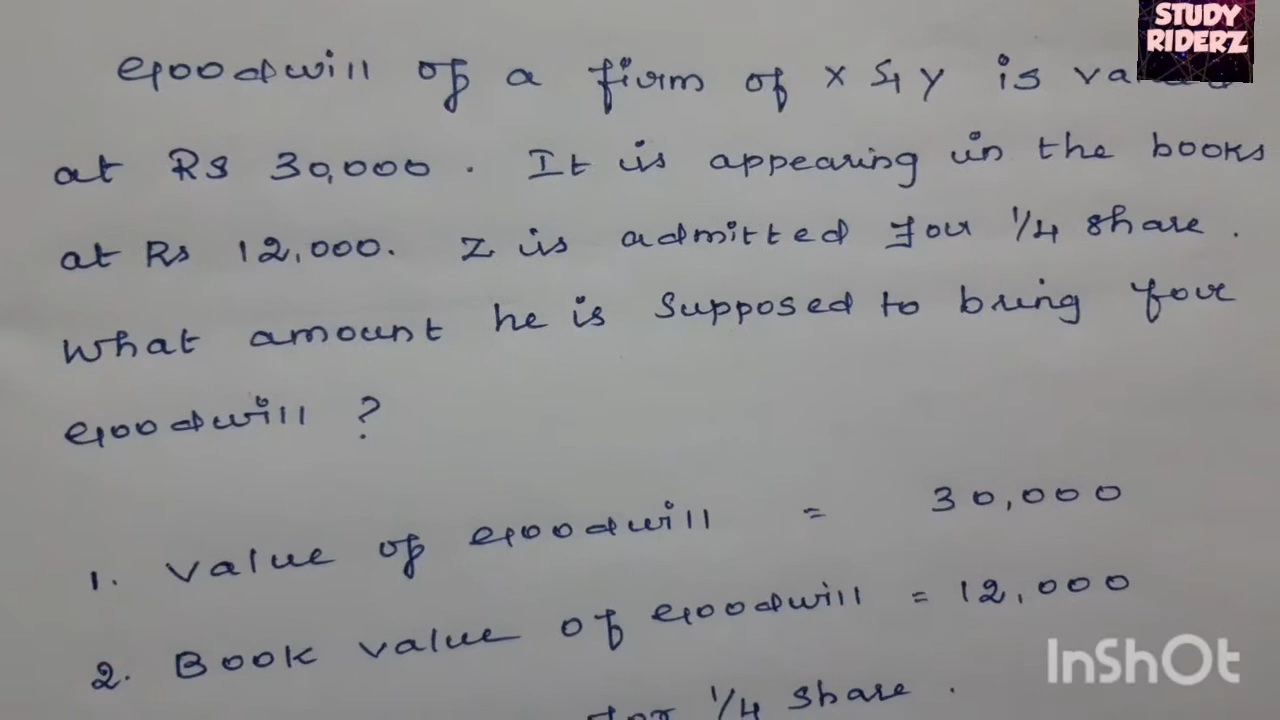 STUDY
RIDERZ
Goodwill of a firm of X & Y is
at Rs 30,000. It is appearing in the books
at Rs 12,000. Z is admitted for 1/4 share.
What amount he is supposed to bring for
Goodwill ?
1. Value of Goodwill = 30,000
2. Book value of Goodwill = 12,000
for 1/4 share.
InShOt